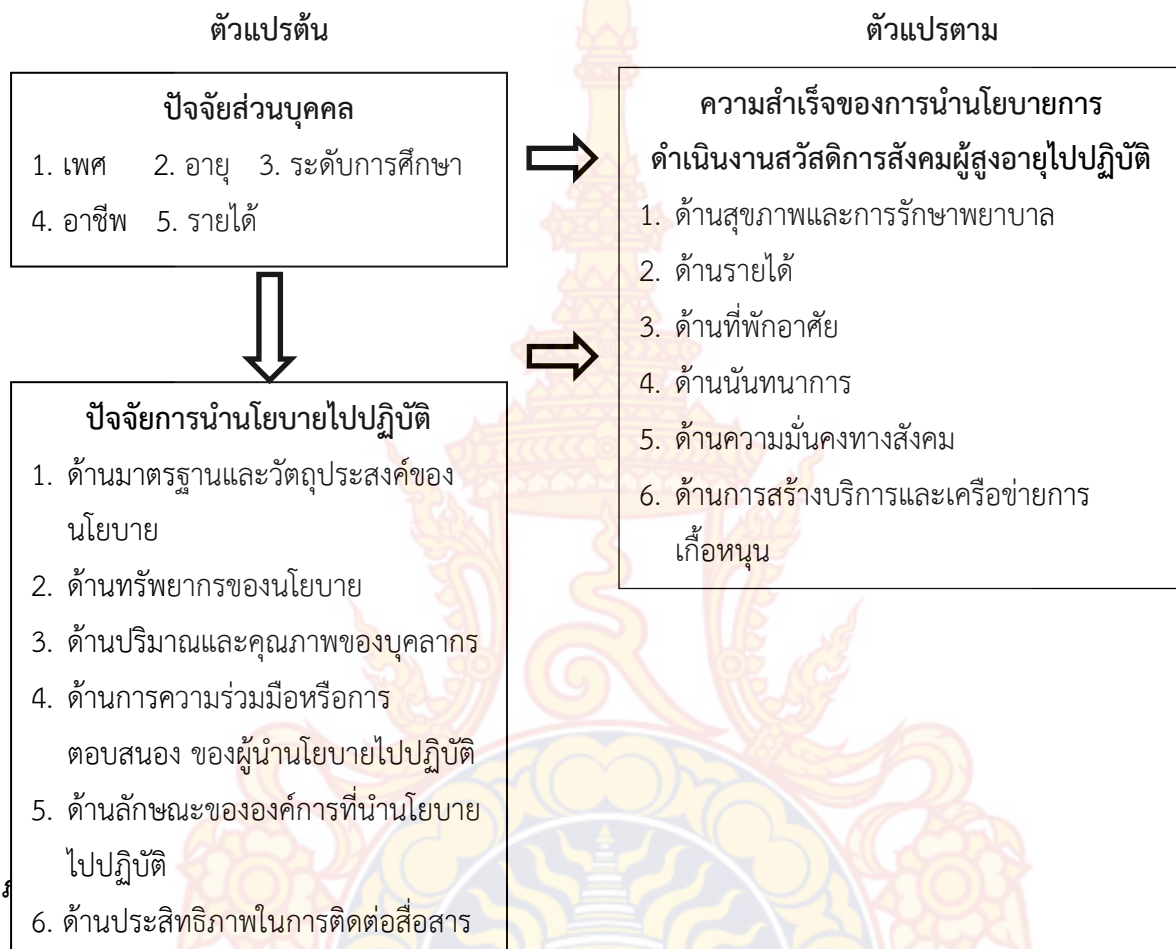 ตัวแปรต้น
ตัวแปรตาม
ปัจจัยส่วนบุคคล
1. เพศ 2. อายุ 3. ระดับการศึกษา
4. อาชีพ 5. รายได้
ปัจจัยการนำนโยบายไปปฏิบัติ
1. ด้านมาตรฐานและวัตถุประสงค์ของ
นโยบาย
2. ด้านทรัพยากรของนโยบาย
3. ด้านปริมาณและคุณภาพของบุคลากร
4. ด้านการความร่วมมือหรือการ
ตอบสนอง ของผู้นำนโยบายไปปฏิบัติ
5. ด้านลักษณะขององค์การที่นำนโยบาย
ไปปฏิบัติ
6. ด้านประสิทธิภาพในการติดต่อสื่อสาร
ความสำเร็จของการนำนโยบายการ
ดำเนินงานสวัสดิการสังคมผู้สูงอายุไปปฏิบัติ
1. ด้านสุขภาพและการรักษาพยาบาล
2. ด้านรายได้
3. ด้านที่พักอาศัย
4. ด้านนันทนาการ
5. ด้านความมั่นคงทางสังคม
6. ด้านการสร้างบริการและเครือข่ายการ
เกื้อหนุน